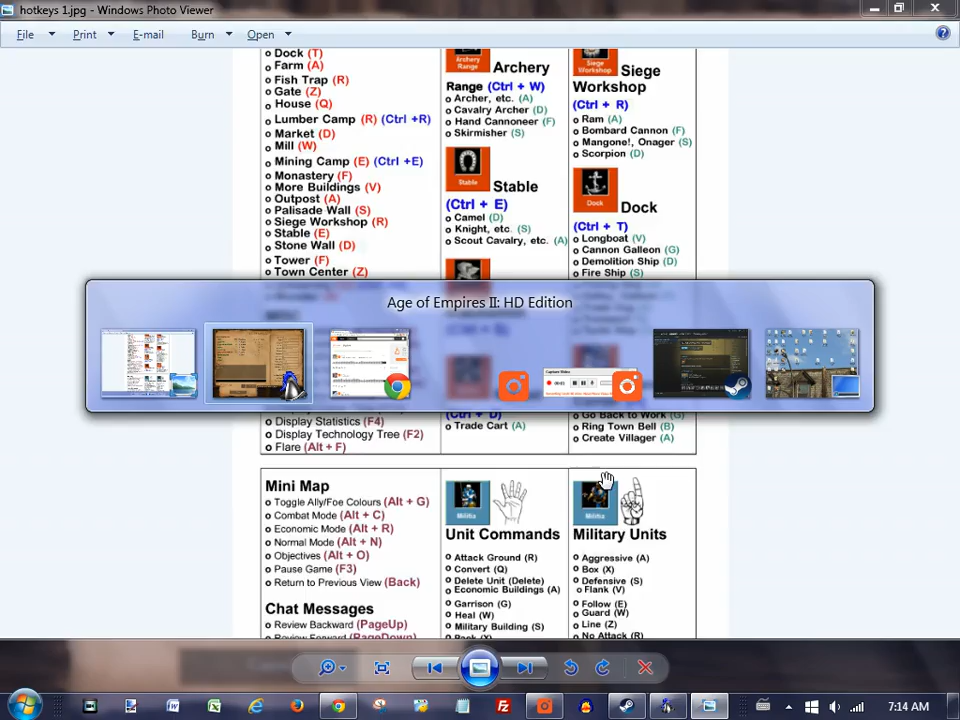 hotkeys 1.jpg - Windows Photo Viewer
File Print E-mail Burn Open
o Dock (T)
o Farm (A)
o Fish Trap (R)
o Gate (Z)
o House (Q)
o Lumber Camp (R) (Ctrl +R)
o Market (D)
o Mill (W)
o Mining Camp (E) (Ctrl +E)
o Monastery (F)
o More Buildings (V)
o Outpost (A)
o Palisade Wall (S)
o Siege Workshop (R)
o Stable (E)
o Stone Wall (D)
o Tower (F)
o Town Center (Z)
Archery
Range
Archery
Range (Ctrl + W)
o Archer, etc. (A)
o Cavalry Archer (D)
o Hand Cannoneer (F)
o Skirmisher (S)
Stable
Stable
(Ctrl + E)
o Camel (D)
o Knight, etc. (S)
o Scout Cavalry, etc. (A)
Siege
Workshop
Siege
Workshop
(Ctrl + R)
o Ram (A)
o Bombard Cannon (F)
o Mangone!, Onager (S)
o Scorpion (D)
Dock
Dock
(Ctrl + T)
o Longboat (V)
o Cannon Galleon (G)
o Demolition Ship (D)
o Fire Ship (S)
Age of Empires II: HD Edition
o Display Statistics (F4)
o Display Technology Tree (F2)
o Flare (Alt + F)
(Ctrl + D)
o Trade Cart (A)
o Go Back to Work (G)
o Ring Town Bell (B)
o Create Villager (A)
Mini Map
o Toggle Ally/Foe Colours (Alt + G)
o Combat Mode (Alt + C)
o Economic Mode (Alt + R)
o Normal Mode (Alt + N)
o Objectives (Alt + O)
o Pause Game (F3)
o Return to Previous View (Back)
Chat Messages
o Review Backward (PageUp)
o Review Forward (PageDown)
Militia
Unit Commands
o Attack Ground (R)
o Convert (Q)
o Delete Unit (Delete)
o Economic Buildings (A)
o Garrison (G)
o Heal (W)
o Military Building (S)
o Pack (X)
Militia
Military Units
o Aggressive (A)
o Box (X)
o Defensive (S)
o Flank (V)
o Follow (E)
o Guard (W)
o Line (Z)
o No Attack (R)
7:14 AM